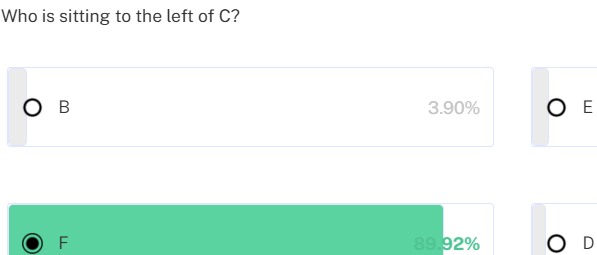 Who is sitting to the left of C?
B 3.90% E
F 89.92% D